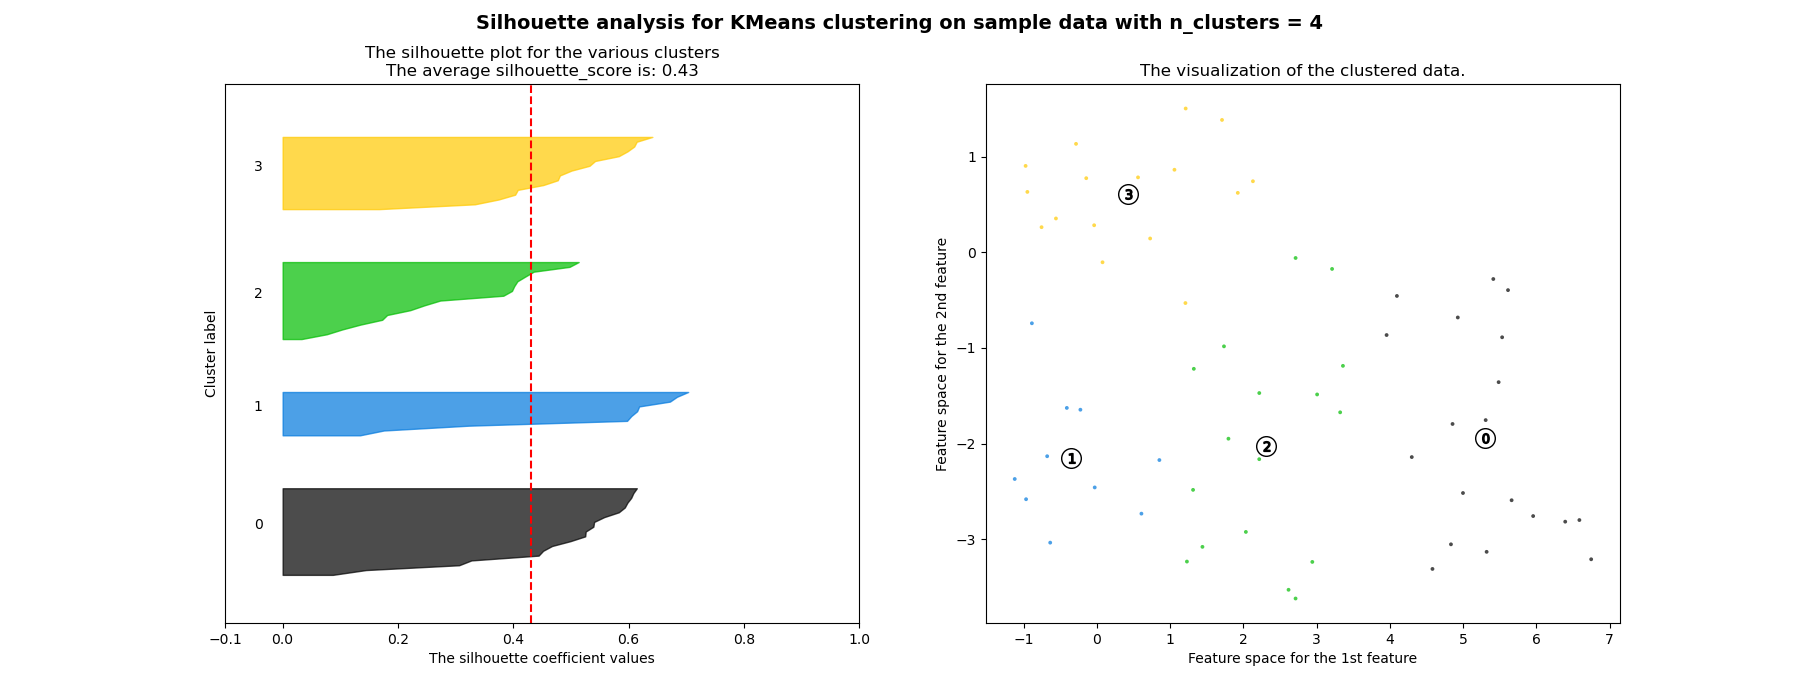 Silhouette analysis for KMeans clustering on sample data with n_clusters = 4
The silhouette plot for the various clusters
The average silhouette_score is: 0.43
Cluster label
3
2
1
0
−0.1 0.0 0.2 0.4 0.6 0.8 1.0
The silhouette coefficient values
The visualization of the clustered data.
Feature space for the 2nd feature
1
0
−1
−2
−3
3
2
1
0
−1 0 1 2 3 4 5 6 7
Feature space for the 1st feature